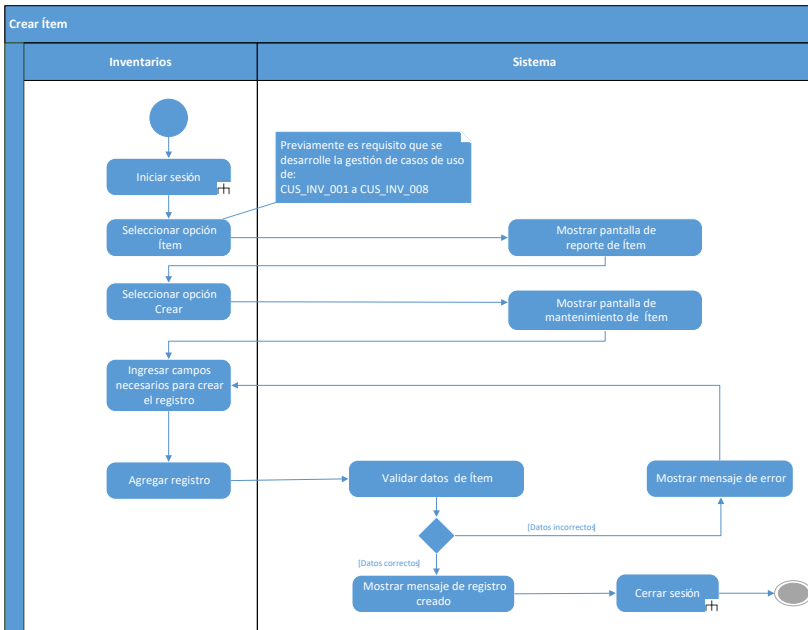 Crear Ítem
Inventarios
Sistema
Previamente es requisito que se
desarrolle la gestión de casos de uso
de:
CUS_INV_001 a CUS_INV_008
Iniciar sesión
Seleccionar opción
Ítem
Mostrar pantalla de
reporte de Ítem
Seleccionar opción
Crear
Mostrar pantalla de
mantenimiento de Ítem
Ingresar campos
necesarios para crear
el registro
Agregar registro
Validar datos de Ítem
Mostrar mensaje de error
[Datos incorrectos]
[Datos correctos]
Mostrar mensaje de registro
creado
Cerrar sesión